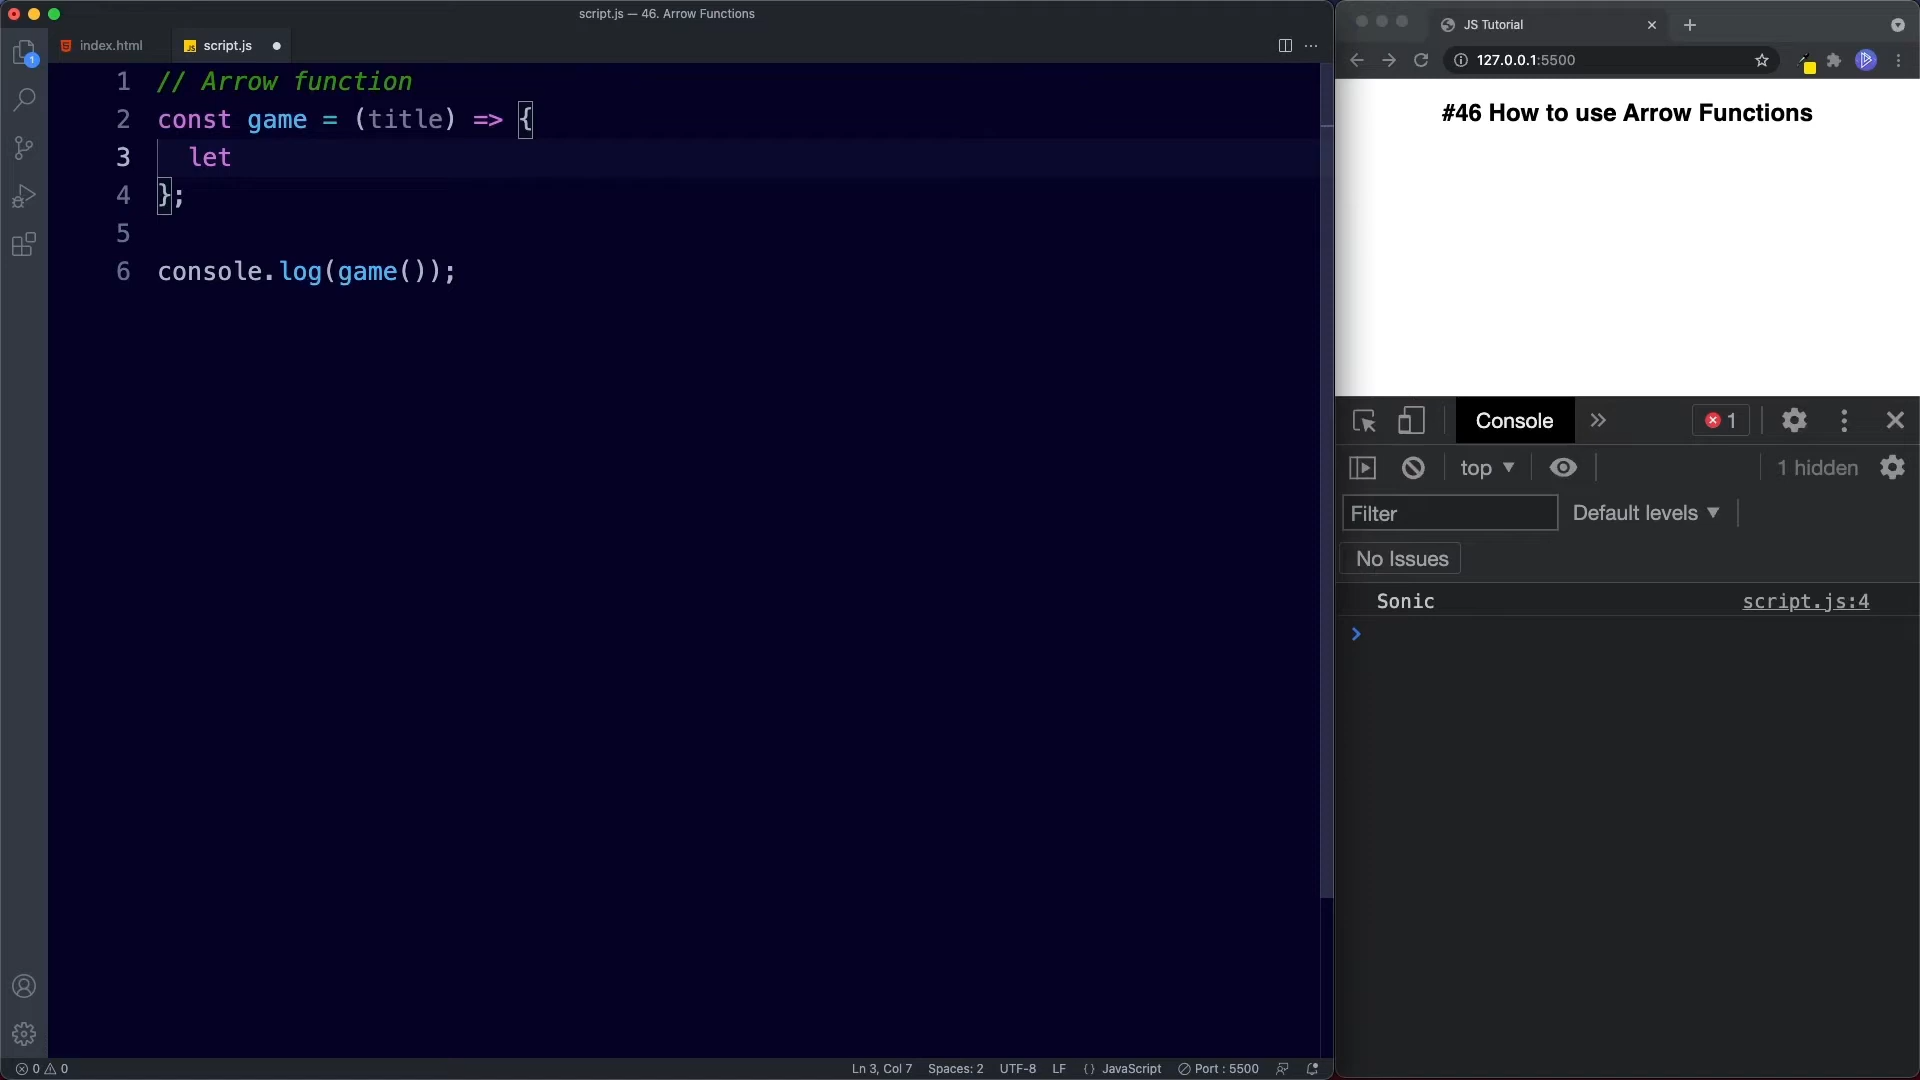 script.js — 46. Arrow Functions
index.html
script.js
1
1 // Arrow function
2 const game = (title) => {
3 let
4 };
5
6 console.log(game());
0 0
Ln 3, Col 7 Spaces: 2 UTF-8 LF {} JavaScript Port : 5500
JS Tutorial
127.0.0.1:5500
#46 How to use Arrow Functions
Console » 1
top 1 hidden
Filter Default levels
No Issues
Sonic script.js:4